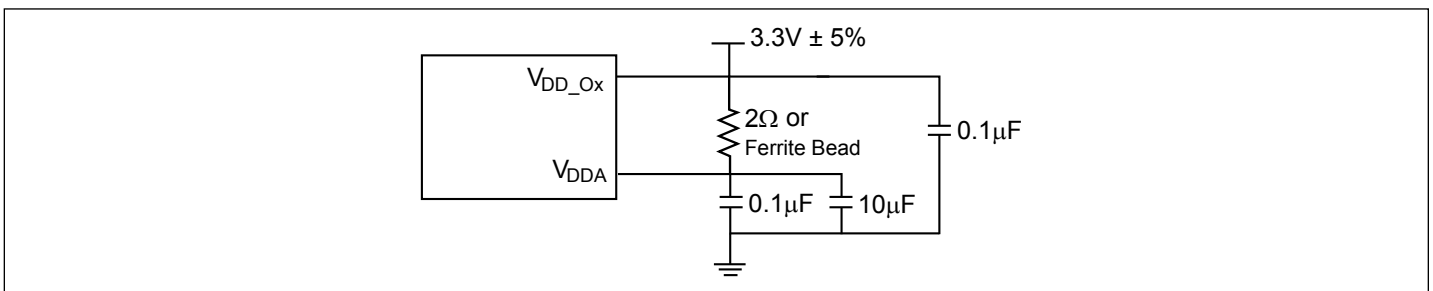 3.3V ± 5%
V_DD_Ox
2Ω or
Ferrite Bead
0.1µF
V_DDA
0.1µF
10µF